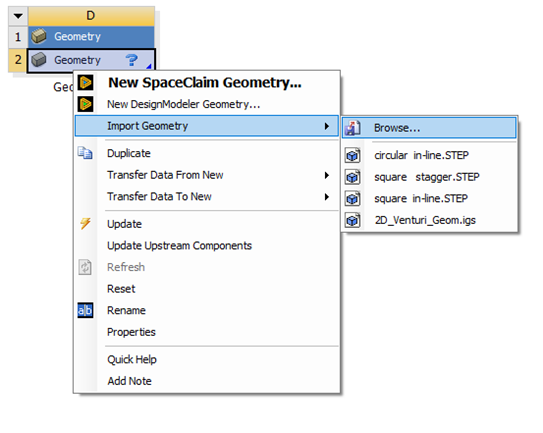 D
1 Geometry
2 Geometry ?
Geo
New SpaceClaim Geometry...
New DesignModeler Geometry...
Import Geometry
Browse...
Duplicate
circular in-line.STEP
Transfer Data From New
square stagger.STEP
Transfer Data To New
square in-line.STEP
Update
2D_Venturi_Geom.igs
Update Upstream Components
Refresh
Reset
a|b Rename
Properties
Quick Help
Add Note